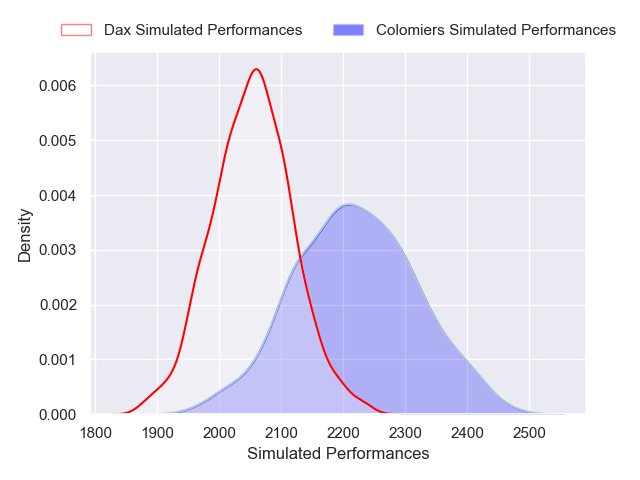 Dax Simulated Performances Colomiers Simulated Performances
0.006
0.005
0.004
0.003
0.002
0.001
0.000
Density
1800 1900 2000 2100 2200 2300 2400 2500
Simulated Performances